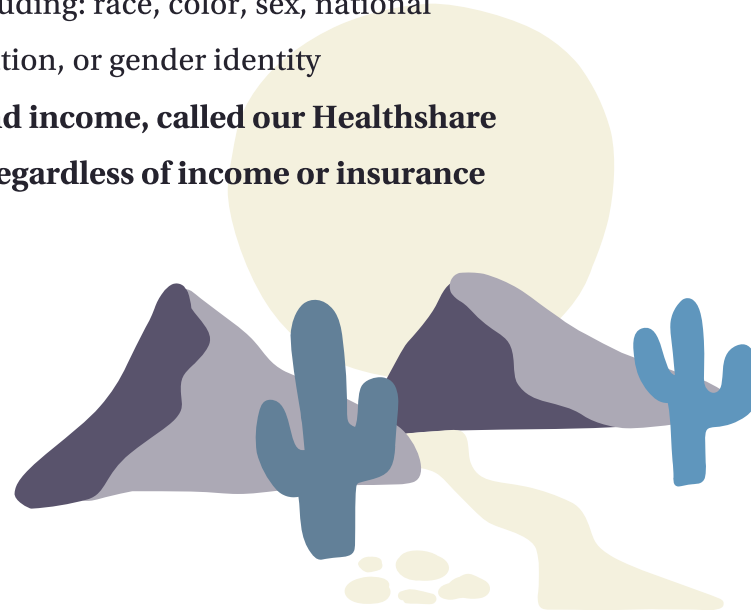 uding: race, color, sex, national
tion, or gender identity
d income, called our Healthshare
egardless of income or insurance